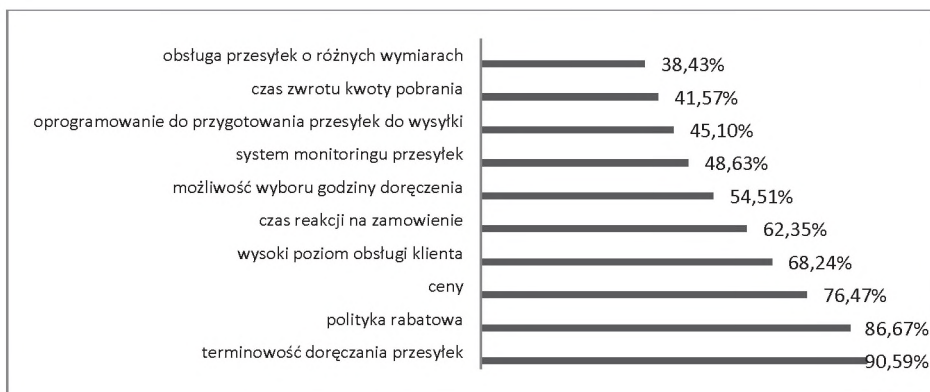 obsługa przesyłek o różnych wymiarach 38,43%
czas zwrotu kwoty pobrania 41,57%
oprogramowanie do przygotowania przesyłek do wysyłki 45,10%
system monitoringu przesyłek 48,63%
możliwość wyboru godziny doręczenia 54,51%
czas reakcji na zamowienie 62,35%
wysoki poziom obsługi klienta 68,24%
ceny 76,47%
polityka rabatowa 86,67%
terminowość doręczania przesyłek 90,59%